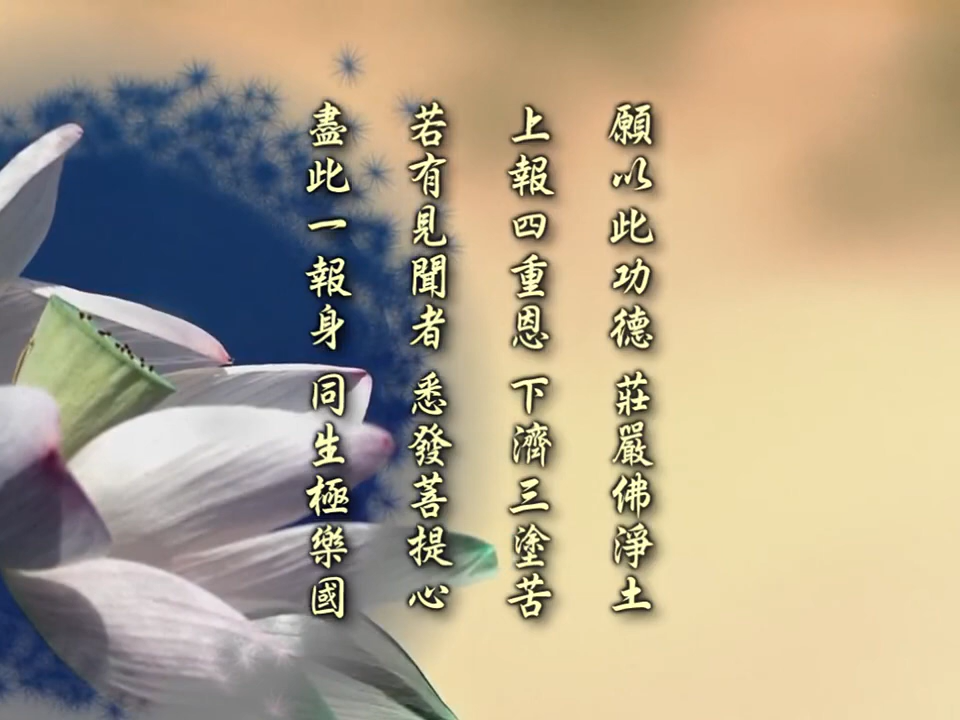 願以此功德 莊嚴佛淨土
上報四重恩 下濟三塗苦
若有見聞者 悉發菩提心
盡此一報身 同生極樂國